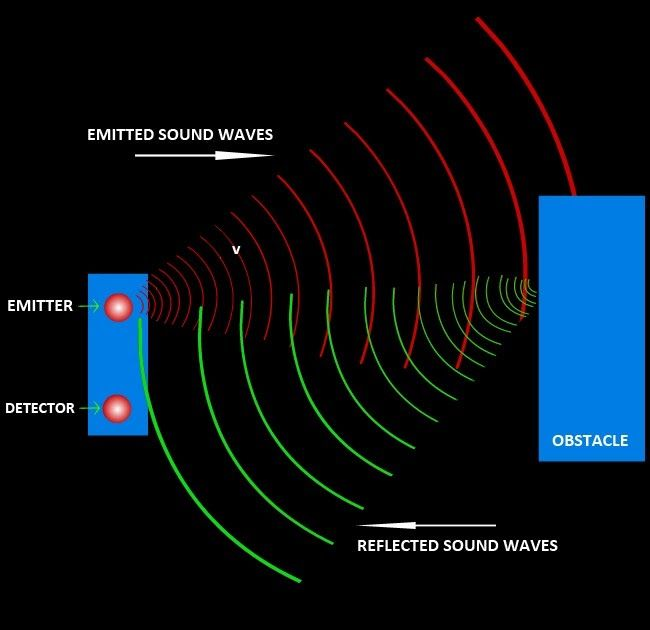 EMITTED SOUND WAVES
v
EMITTER
DETECTOR
OBSTACLE
REFLECTED SOUND WAVES